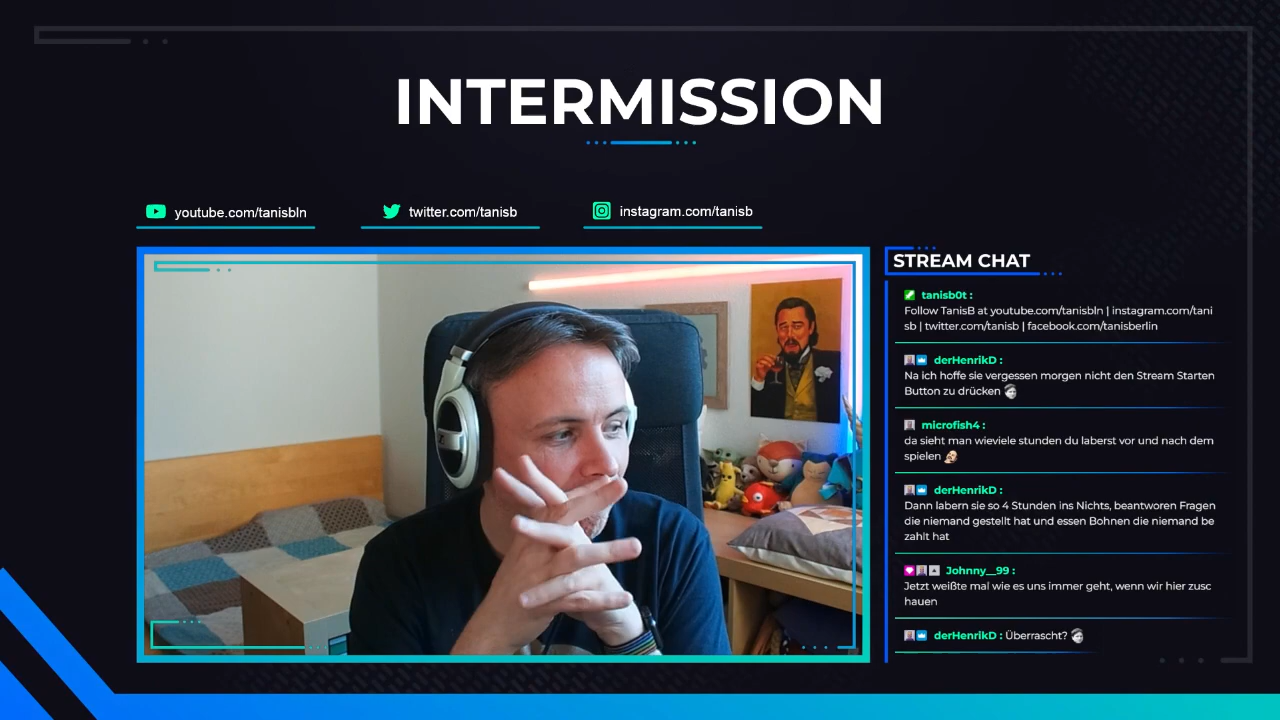 INTERMISSION
youtube.com/tanisbln
twitter.com/tanisb
instagram.com/tanisb
STREAM CHAT
tanisb0t :
Follow TanisB at youtube.com/tanisbln | instagram.com/tani
sb | twitter.com/tanisb | facebook.com/tanisberlin
derHenrikD :
Na ich hoffe sie vergessen morgen nicht den Stream Starten
Button zu drücken
microfish4 :
da sieht man wieviele stunden du laberst vor und nach dem
spielen
derHenrikD :
Dann labern sie so 4 Stunden ins Nichts, beantworen Fragen
die niemand gestellt hat und essen Bohnen die niemand be
zahlt hat
Johnny__99 :
Jetzt weißte mal wie es uns immer geht, wenn wir hier zusc
hauen
derHenrikD : Überrascht?